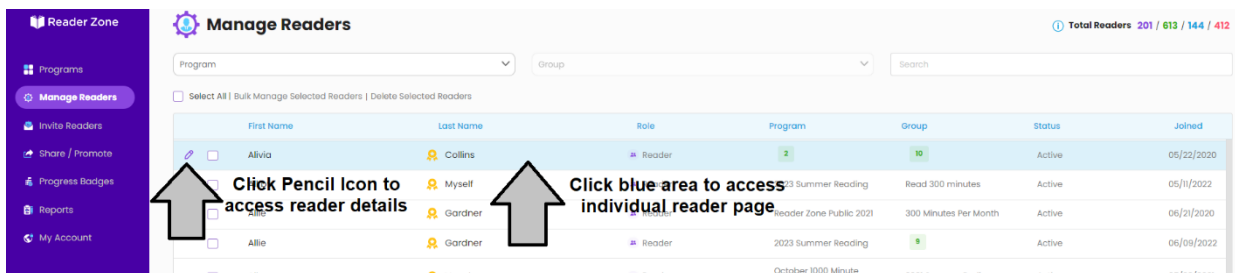 Reader Zone
Manage Readers
Total Readers 201 / 613 / 144 / 412
Programs
Manage Readers
Invite Readers
Share / Promote
Progress Badges
Reports
My Account
Program
Group
Search
Select All | Bulk Manage Selected Readers | Delete Selected Readers
First Name Last Name Role Program Group Status Joined
Alivia Collins Reader 2 10 Active 05/22/2020
Myself 2023 Summer Reading Read 300 minutes Active 05/11/2022
Click Pencil Icon to
access reader details
Click blue area to access
individual reader page
Allie Gardner Reader Reader Zone Public 2021 300 Minutes Per Month Active 06/21/2020
Allie Gardner Reader 2023 Summer Reading 9 Active 06/09/2022
October 1000 Minute